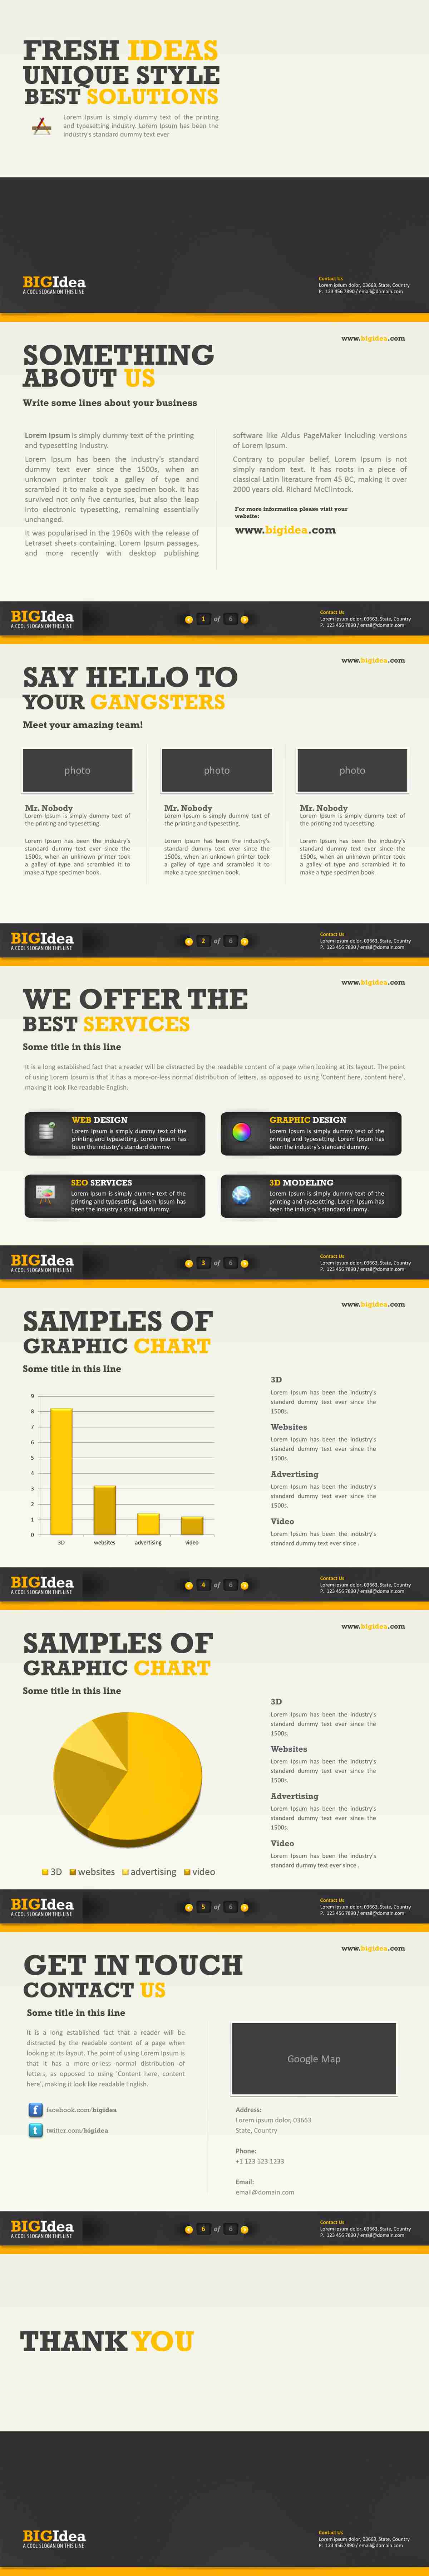 FRESH IDEAS
UNIQUE STYLE
BEST SOLUTIONS
Lorem Ipsum is simply dummy text of the printing
and typesetting industry. Lorem Ipsum has been the
industry's standard dummy text ever
BIGIdea
A COOL SLOGAN ON THIS LINE
Contact Us
Lorem ipsum dolor, 03663, State, Country
P. 123 456 7890 / email@domain.com
www.bigidea.com
SOMETHING
ABOUT US
Write some lines about your business
Lorem Ipsum is simply dummy text of the printing
and typesetting industry.
Lorem Ipsum has been the industry's standard
dummy text ever since the 1500s, when an
unknown printer took a galley of type and
scrambled it to make a type specimen book. It has
survived not only five centuries, but also the leap
into electronic typesetting, remaining essentially
unchanged.
It was popularised in the 1960s with the release of
Letraset sheets containing. Lorem Ipsum passages,
and more recently with desktop publishing
software like Aldus PageMaker including versions
of Lorem Ipsum.
Contrary to popular belief, Lorem Ipsum is not
simply random text. It has roots in a piece of
classical Latin literature from 45 BC, making it over
2000 years old. Richard McClintock.
For more information please visit your
website:
www.bigidea.com
BIGIdea
A COOL SLOGAN ON THIS LINE
1 of 6
Contact Us
Lorem ipsum dolor, 03663, State, Country
P. 123 456 7890 / email@domain.com
www.bigidea.com
SAY HELLO TO
YOUR GANGSTERS
Meet your amazing team!
photo
photo
photo
Mr. Nobody
Lorem Ipsum is simply dummy text of
the printing and typesetting.
Lorem Ipsum has been the industry's
standard dummy text ever since the
1500s, when an unknown printer took
a galley of type and scrambled it to
make a type specimen book.
Mr. Nobody
Lorem Ipsum is simply dummy text of
the printing and typesetting.
Lorem Ipsum has been the industry's
standard dummy text ever since the
1500s, when an unknown printer took
a galley of type and scrambled it to
make a type specimen book.
Mr. Nobody
Lorem Ipsum is simply dummy text of
the printing and typesetting.
Lorem Ipsum has been the industry's
standard dummy text ever since the
1500s, when an unknown printer took
a galley of type and scrambled it to
make a type specimen book.
BIGIdea
A COOL SLOGAN ON THIS LINE
2 of 6
Contact Us
Lorem ipsum dolor, 03663, State, Country
P. 123 456 7890 / email@domain.com
www.bigidea.com
WE OFFER THE
BEST SERVICES
Some title in this line
It is a long established fact that a reader will be distracted by the readable content of a page when looking at its layout. The point
of using Lorem Ipsum is that it has a more-or-less normal distribution of letters, as opposed to using 'Content here, content here',
making it look like readable English.
WEB DESIGN
Lorem Ipsum is simply dummy text of the
printing and typesetting. Lorem Ipsum has
been the industry's standard dummy.
GRAPHIC DESIGN
Lorem Ipsum is simply dummy text of the
printing and typesetting. Lorem Ipsum has
been the industry's standard dummy.
SEO SERVICES
Lorem Ipsum is simply dummy text of the
printing and typesetting. Lorem Ipsum has
been the industry's standard dummy.
3D MODELING
Lorem Ipsum is simply dummy text of the
printing and typesetting. Lorem Ipsum has
been the industry's standard dummy.
BIGIdea
A COOL SLOGAN ON THIS LINE
3 of 6
Contact Us
Lorem ipsum dolor, 03663, State, Country
P. 123 456 7890 / email@domain.com
www.bigidea.com
SAMPLES OF
GRAPHIC CHART
Some title in this line
9
8
7
6
5
4
3
2
1
0
3D websites advertising video
3D
Lorem Ipsum has been the industry's
standard dummy text ever since the
1500s.
Websites
Lorem Ipsum has been the industry's
standard dummy text ever since the
1500s.
Advertising
Lorem Ipsum has been the industry's
standard dummy text ever since the
1500s.
Video
Lorem Ipsum has been the industry's
standard dummy text ever since .
BIGIdea
A COOL SLOGAN ON THIS LINE
4 of 6
Contact Us
Lorem ipsum dolor, 03663, State, Country
P. 123 456 7890 / email@domain.com
www.bigidea.com
SAMPLES OF
GRAPHIC CHART
Some title in this line
3D websites advertising video
3D
Lorem Ipsum has been the industry's
standard dummy text ever since the
1500s.
Websites
Lorem Ipsum has been the industry's
standard dummy text ever since the
1500s.
Advertising
Lorem Ipsum has been the industry's
standard dummy text ever since the
1500s.
Video
Lorem Ipsum has been the industry's
standard dummy text ever since .
BIGIdea
A COOL SLOGAN ON THIS LINE
5 of 6
Contact Us
Lorem ipsum dolor, 03663, State, Country
P. 123 456 7890 / email@domain.com
www.bigidea.com
GET IN TOUCH
CONTACT US
Some title in this line
It is a long established fact that a reader will be
distracted by the readable content of a page when
looking at its layout. The point of using Lorem Ipsum is
that it has a more-or-less normal distribution of
letters, as opposed to using 'Content here, content
here', making it look like readable English.
facebook.com/bigidea
twitter.com/bigidea
Google Map
Address:
Lorem ipsum dolor, 03663
State, Country
Phone:
+1 123 123 1233
Email:
email@domain.com
BIGIdea
A COOL SLOGAN ON THIS LINE
6 of 6
Contact Us
Lorem ipsum dolor, 03663, State, Country
P. 123 456 7890 / email@domain.com
THANK YOU
BIGIdea
A COOL SLOGAN ON THIS LINE
Contact Us
Lorem ipsum dolor, 03663, State, Country
P. 123 456 7890 / email@domain.com